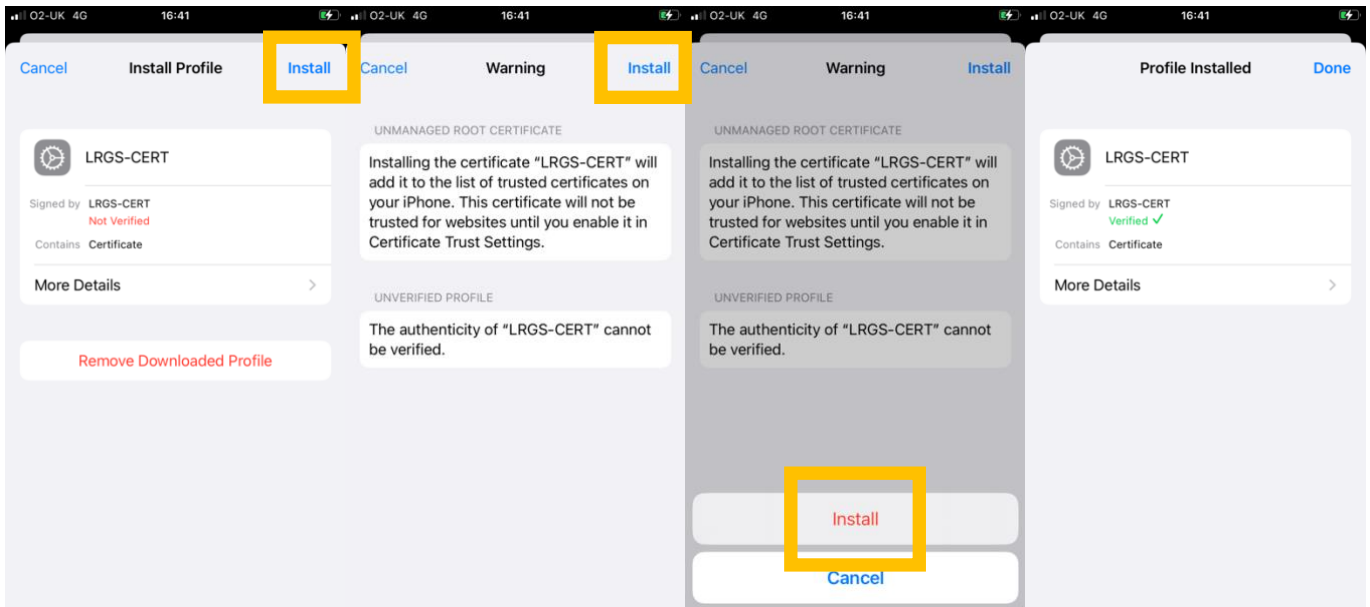 O2-UK 4G 16:41
Cancel Install Profile Install
LRGS-CERT
Signed by LRGS-CERT
Not Verified
Contains Certificate
More Details
Remove Downloaded Profile
O2-UK 4G 16:41
Cancel Warning Install
UNMANAGED ROOT CERTIFICATE
Installing the certificate “LRGS-CERT” will
add it to the list of trusted certificates on
your iPhone. This certificate will not be
trusted for websites until you enable it in
Certificate Trust Settings.
UNVERIFIED PROFILE
The authenticity of “LRGS-CERT” cannot
be verified.
O2-UK 4G 16:41
Cancel Warning Install
UNMANAGED ROOT CERTIFICATE
Installing the certificate “LRGS-CERT” will
add it to the list of trusted certificates on
your iPhone. This certificate will not be
trusted for websites until you enable it in
Certificate Trust Settings.
UNVERIFIED PROFILE
The authenticity of “LRGS-CERT” cannot
be verified.
Install
Cancel
O2-UK 4G 16:41
Profile Installed Done
LRGS-CERT
Signed by LRGS-CERT
Verified ✓
Contains Certificate
More Details